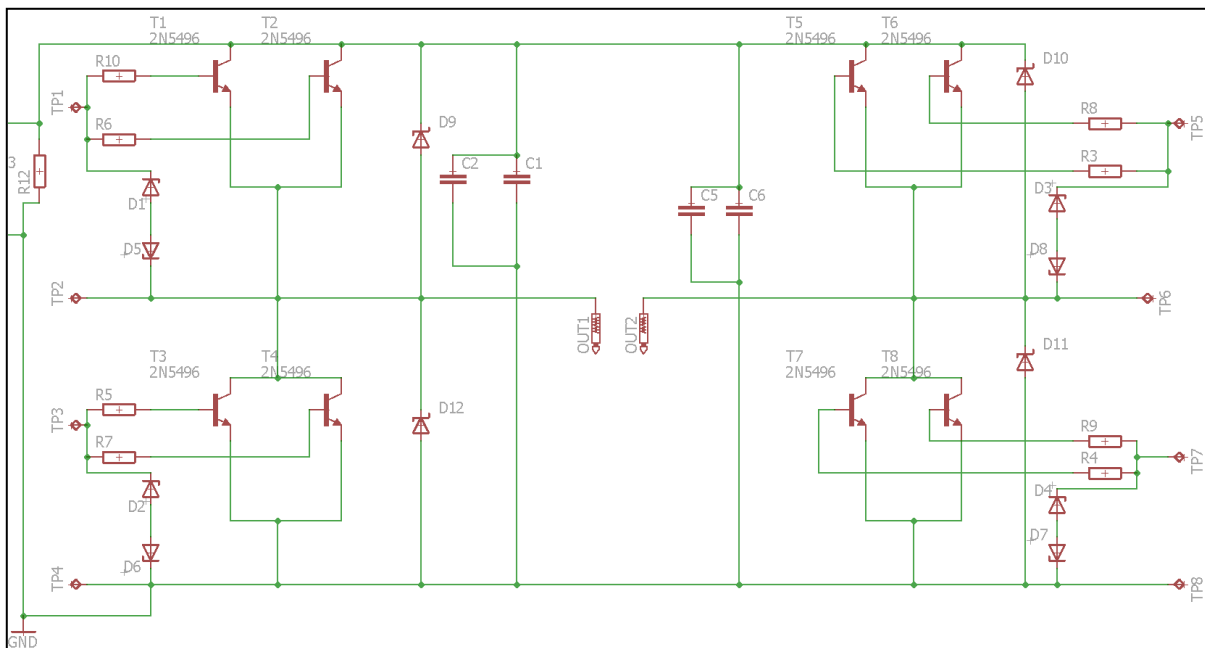 T1
2N5496
T2
2N5496
T5
2N5496
T6
2N5496
R10
D10
TP1
R6
D9
R8
TP5
3
R12
C2
C1
R3
D1
C5
C6
D3
D5
D8
TP2
TP6
OUT1
OUT2
D11
T3
2N5496
T4
2N5496
T7
2N5496
T8
2N5496
R5
TP3
D12
R7
R9
TP7
R4
D2
D4
D6
D7
TP4
TP8
GND